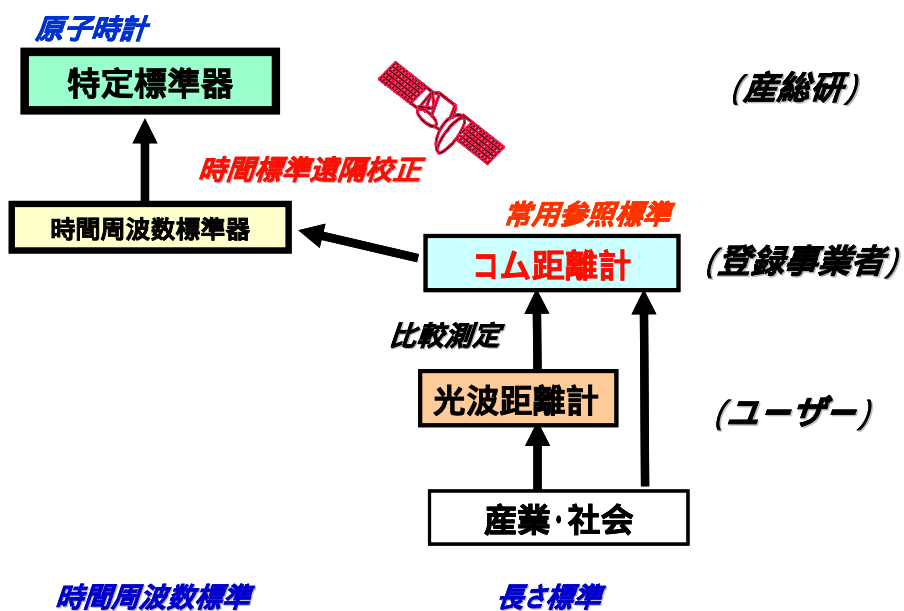 原子時計
特定標準器
(産総研)
時間標準遠隔校正
時間周波数標準器
常用参照標準
コム距離計
(登録事業者)
比較測定
光波距離計
(ユーザー)
産業・社会
時間周波数標準
長さ標準